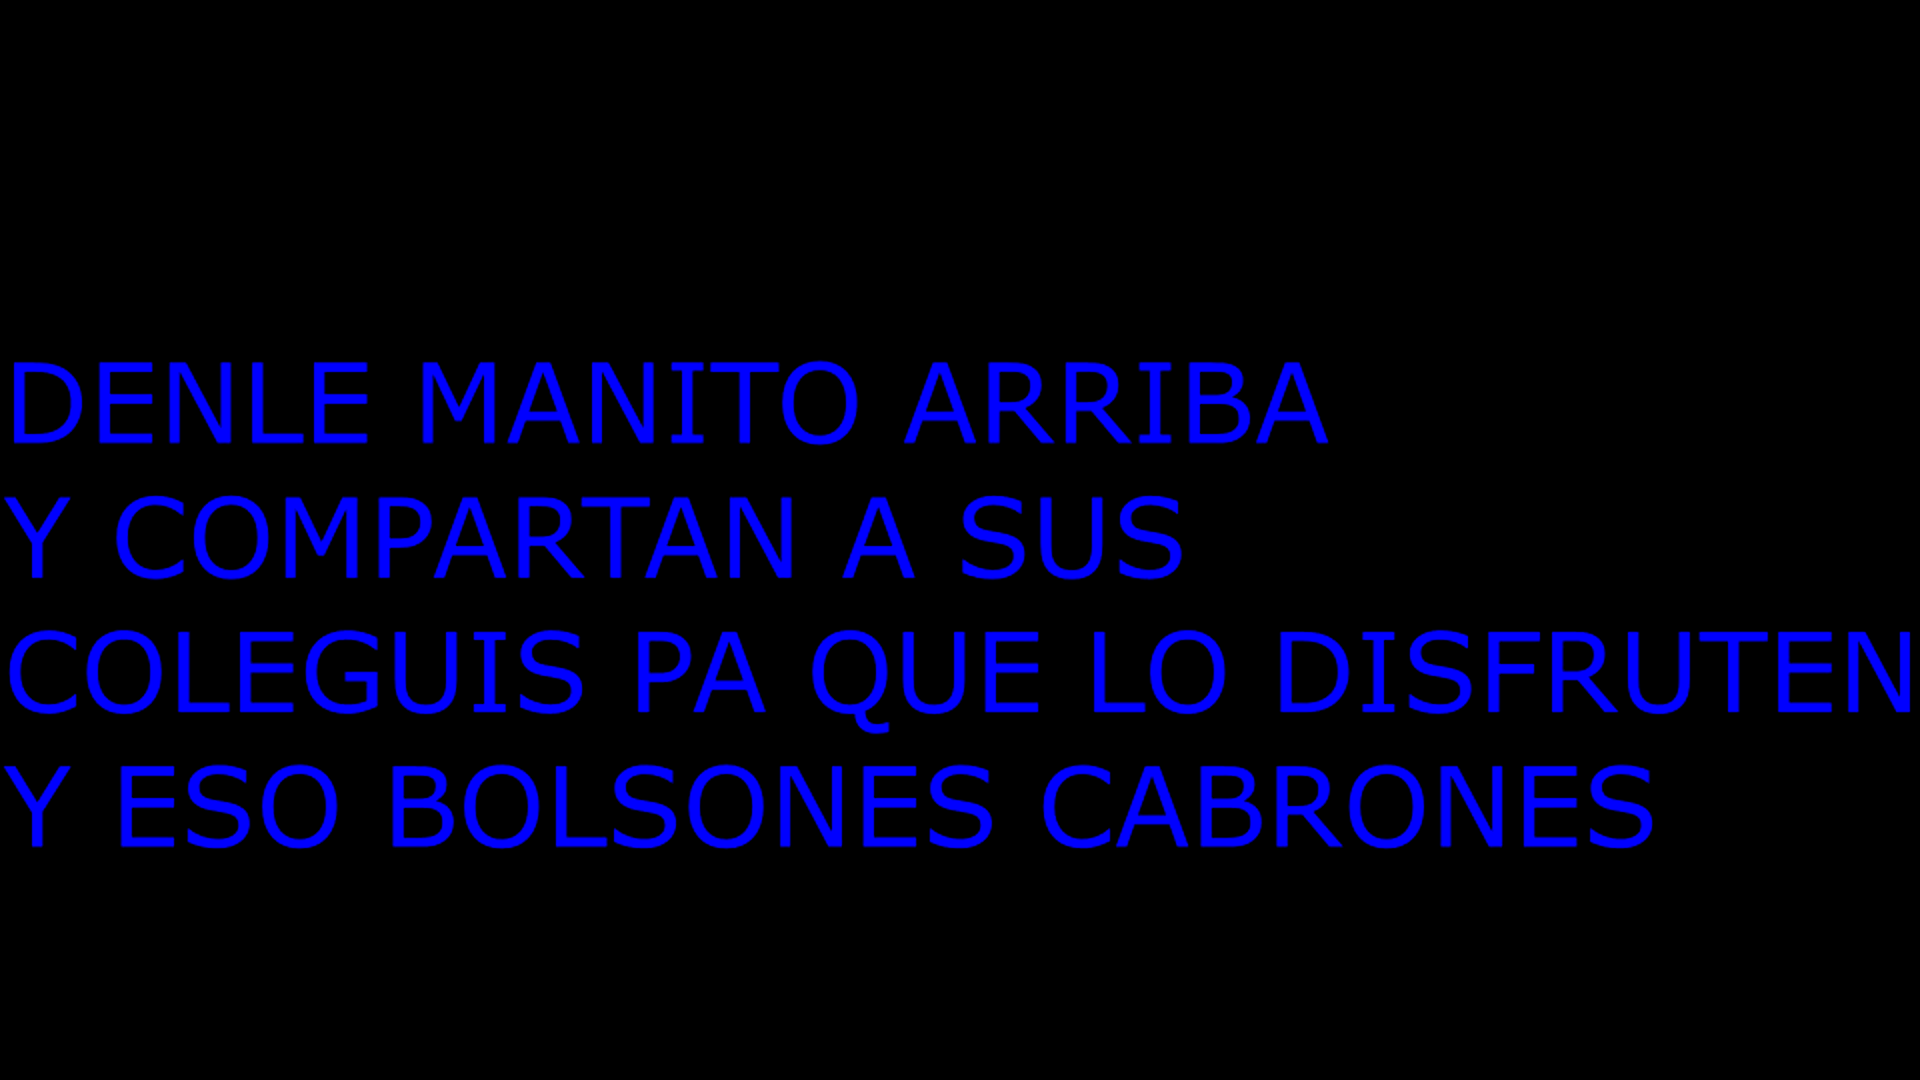 DENLE MANITO ARRIBA
Y COMPARTAN A SUS
COLEGUIS PA QUE LO DISFRUTEN
Y ESO BOLSONES CABRONES